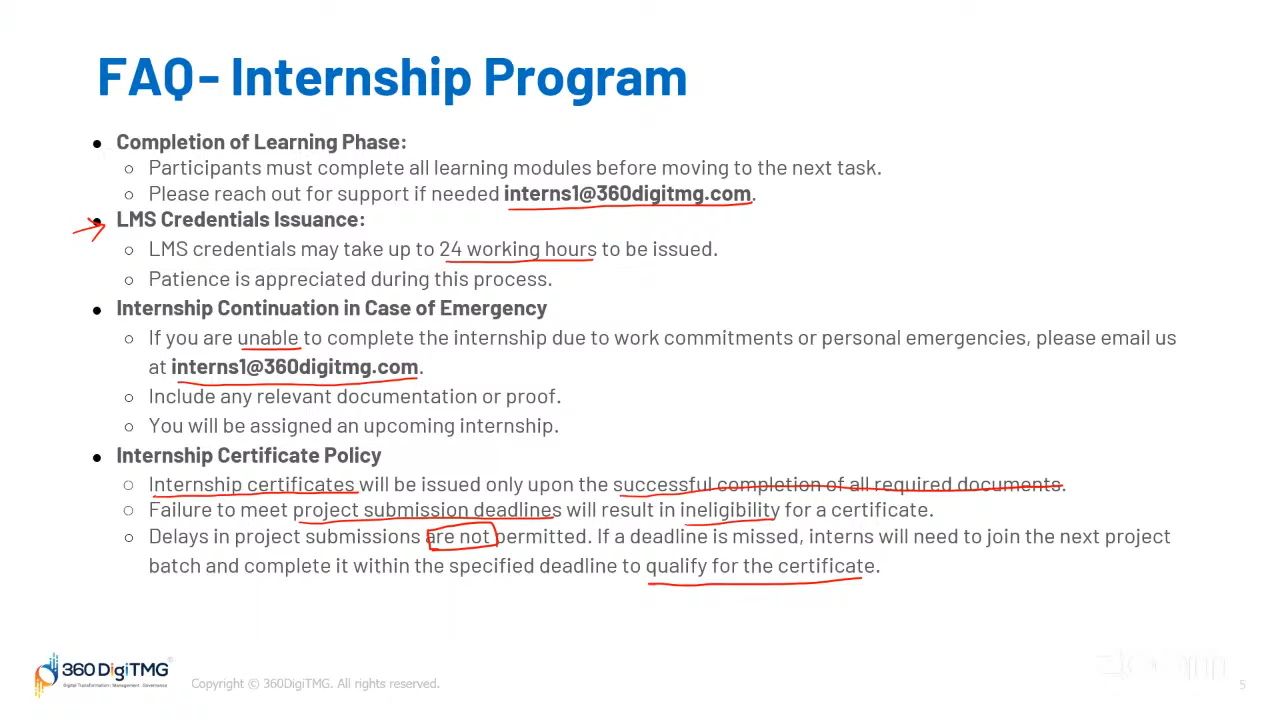 FAQ- Internship Program
● Completion of Learning Phase:
○ Participants must complete all learning modules before moving to the next task.
○ Please reach out for support if needed interns1@360digitmg.com.
● LMS Credentials Issuance:
○ LMS credentials may take up to 24 working hours to be issued.
○ Patience is appreciated during this process.
● Internship Continuation in Case of Emergency
○ If you are unable to complete the internship due to work commitments or personal emergencies, please email us
at interns1@360digitmg.com.
○ Include any relevant documentation or proof.
○ You will be assigned an upcoming internship.
● Internship Certificate Policy
○ Internship certificates will be issued only upon the successful completion of all required documents.
○ Failure to meet project submission deadlines will result in ineligibility for a certificate.
○ Delays in project submissions are not permitted. If a deadline is missed, interns will need to join the next project
batch and complete it within the specified deadline to qualify for the certificate.
360DigiTMG®
Digital Transformation | Management | Governance
Copyright © 360DigiTMG. All rights reserved.
5